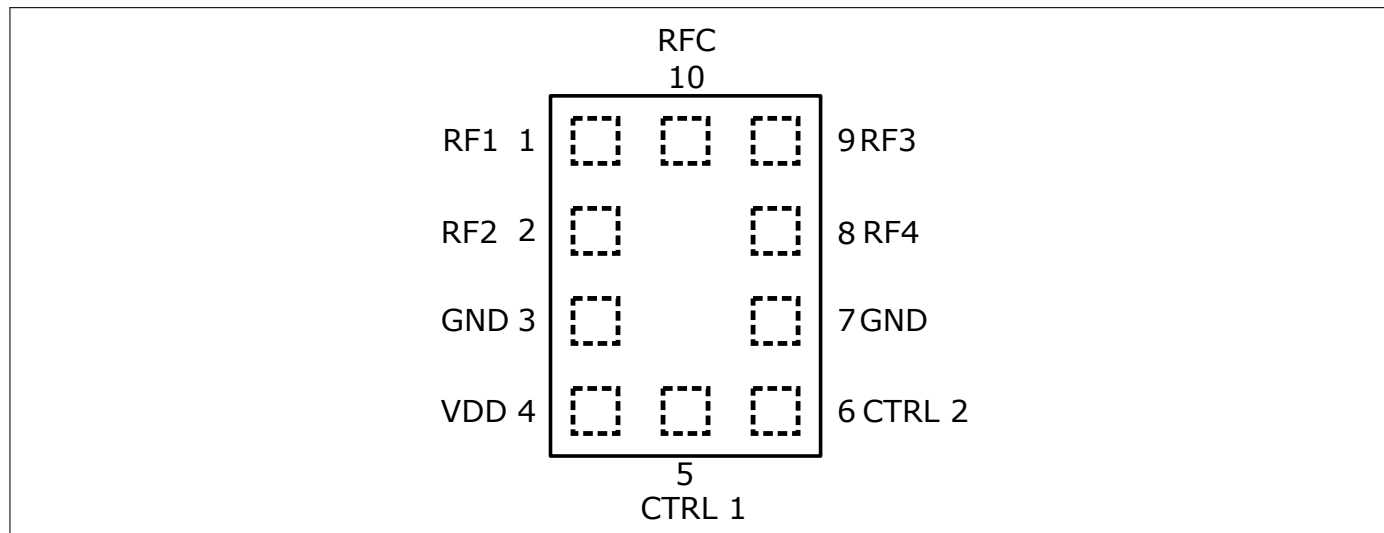 RFC
10
RF1 1
9 RF3
RF2 2
8 RF4
GND 3
7 GND
VDD 4
6 CTRL 2
5
CTRL 1